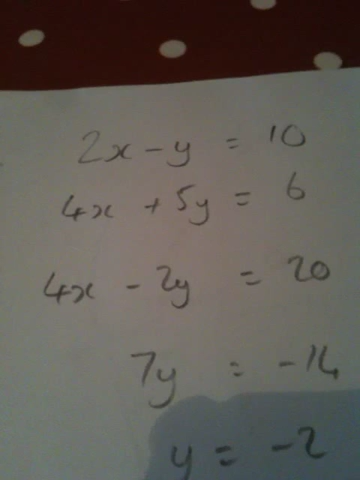 2x - y = 10
4x + 5y = 6
4x - 2y = 20
7y = -14
y = -2